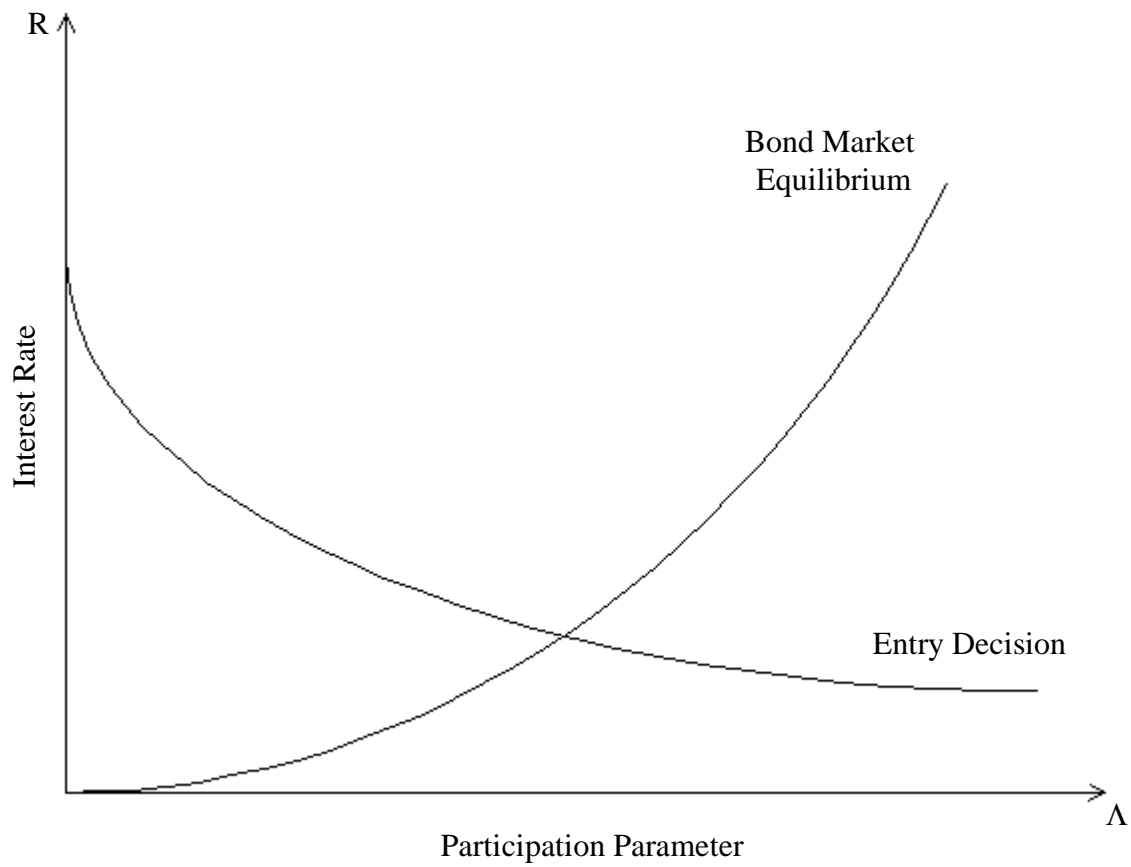 R
Bond Market
Equilibrium
Interest Rate
Entry Decision
Λ
Participation Parameter